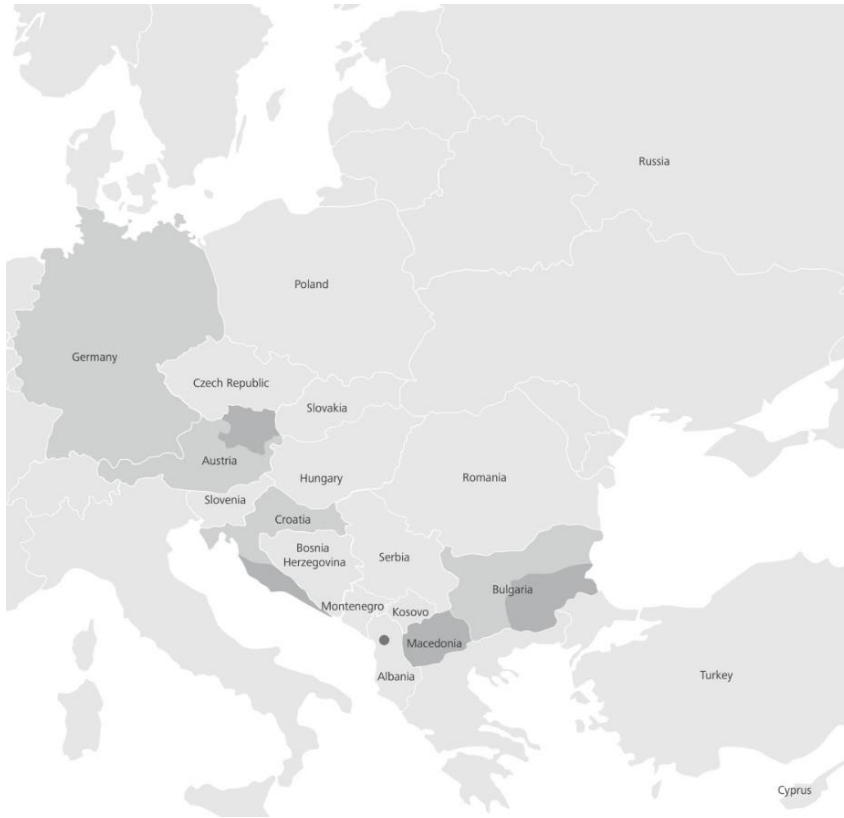 Russia
Poland
Germany
Czech Republic
Slovakia
Austria
Hungary
Romania
Slovenia
Croatia
Bosnia
Herzegovina
Serbia
Bulgaria
Montenegro
Kosovo
Macedonia
Albania
Turkey
Cyprus